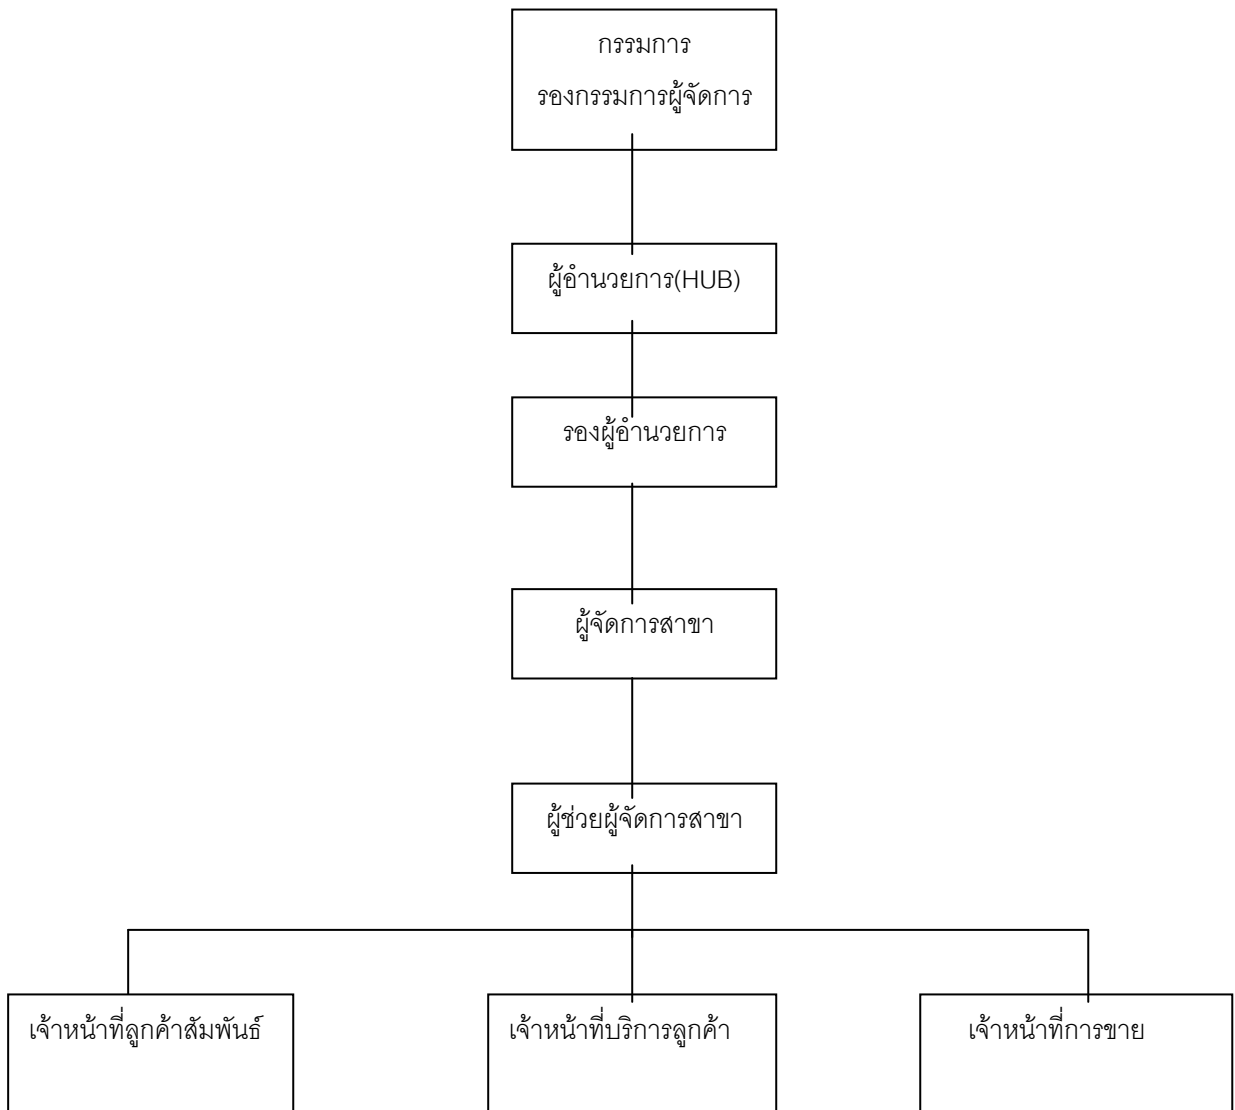 กรรมการ
รองกรรมการผู้จัดการ
ผู้อำนวยการ(HUB)
รองผู้อำนวยการ
ผู้จัดการสาขา
ผู้ช่วยผู้จัดการสาขา
เจ้าหน้าที่ลูกค้าสัมพันธ์
เจ้าหน้าที่บริการลูกค้า
เจ้าหน้าที่การขาย